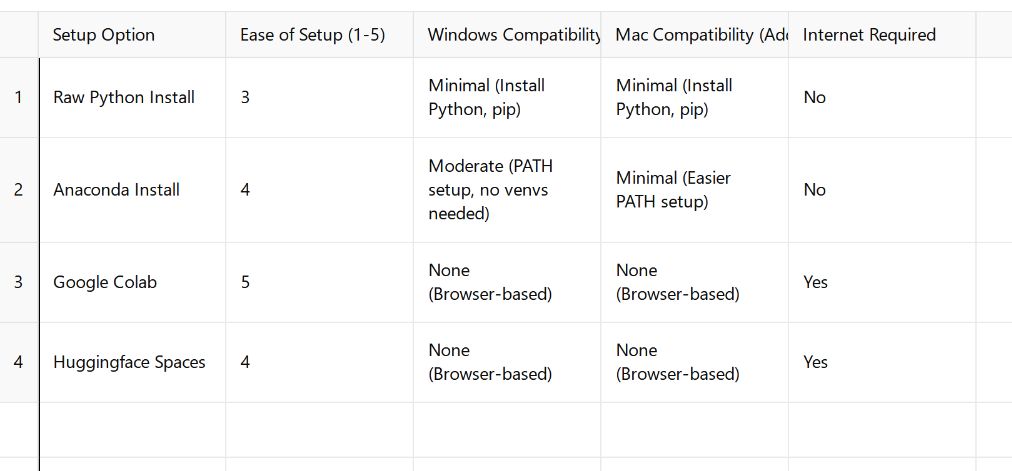 Setup Option Ease of Setup (1-5) Windows Compatibility Mac Compatibility (Ad Internet Required
1 Raw Python Install 3 Minimal (Install Python, pip) Minimal (Install Python, pip) No
2 Anaconda Install 4 Moderate (PATH setup, no venvs needed) Minimal (Easier PATH setup) No
3 Google Colab 5 None (Browser-based) None (Browser-based) Yes
4 Huggingface Spaces 4 None (Browser-based) None (Browser-based) Yes